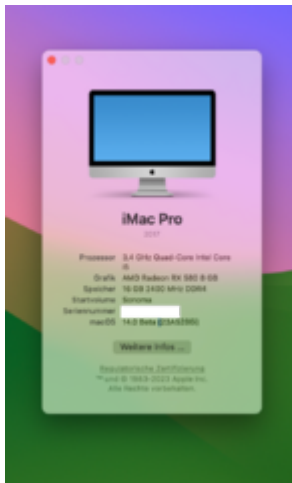 iMac Pro
2017
Prozessor 3,4 GHz Quad-Core Intel Core
i5
Grafik AMD Radeon RX 580 8 GB
Speicher 16 GB 2400 MHz DDR4
Startvolume Sonoma
Seriennummer
macOS 14.0 Beta
Weitere Infos ...
Regulatorische Zertifizierung
™ und © 1983-2023 Apple Inc.
Alle Rechte vorbehalten.